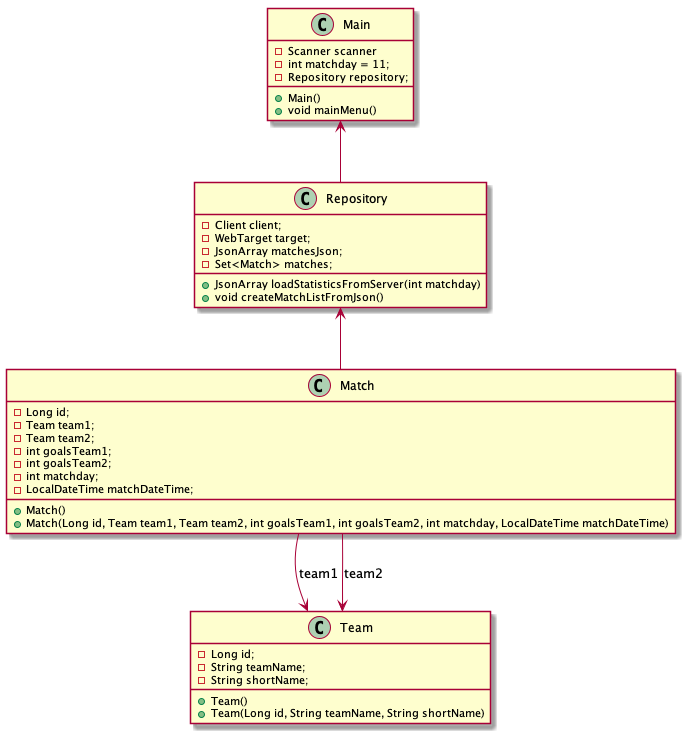 C Main
Scanner scanner
int matchday = 11;
Repository repository;
Main()
void mainMenu()
C Repository
Client client;
WebTarget target;
JsonArray matchesJson;
Set<Match> matches;
JsonArray loadStatisticsFromServer(int matchday)
void createMatchListFromJson()
C Match
Long id;
Team team1;
Team team2;
int goalsTeam1;
int goalsTeam2;
int matchday;
LocalDateTime matchDateTime;
Match()
Match(Long id, Team team1, Team team2, int goalsTeam1, int goalsTeam2, int matchday, LocalDateTime matchDateTime)
team1 team2
C Team
Long id;
String teamName;
String shortName;
Team()
Team(Long id, String teamName, String shortName)